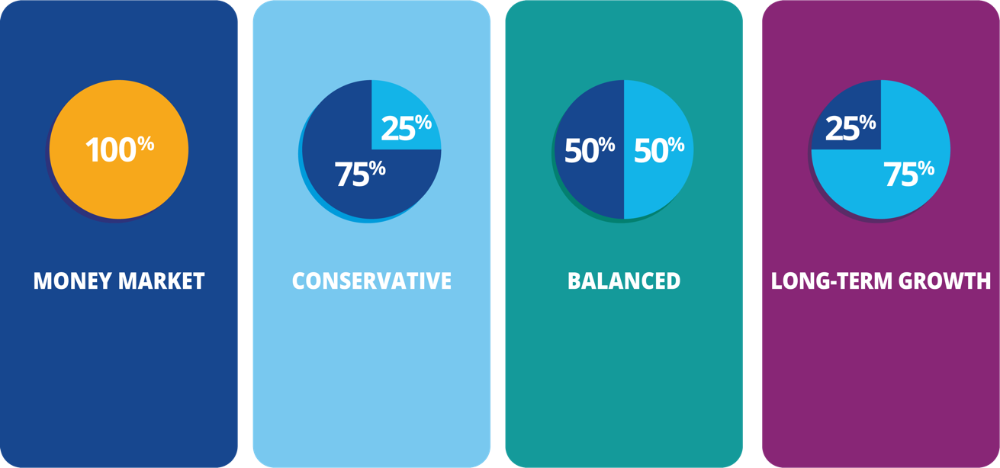 100%
MONEY MARKET
25%
75%
CONSERVATIVE
50% 50%
BALANCED
25%
75%
LONG-TERM GROWTH